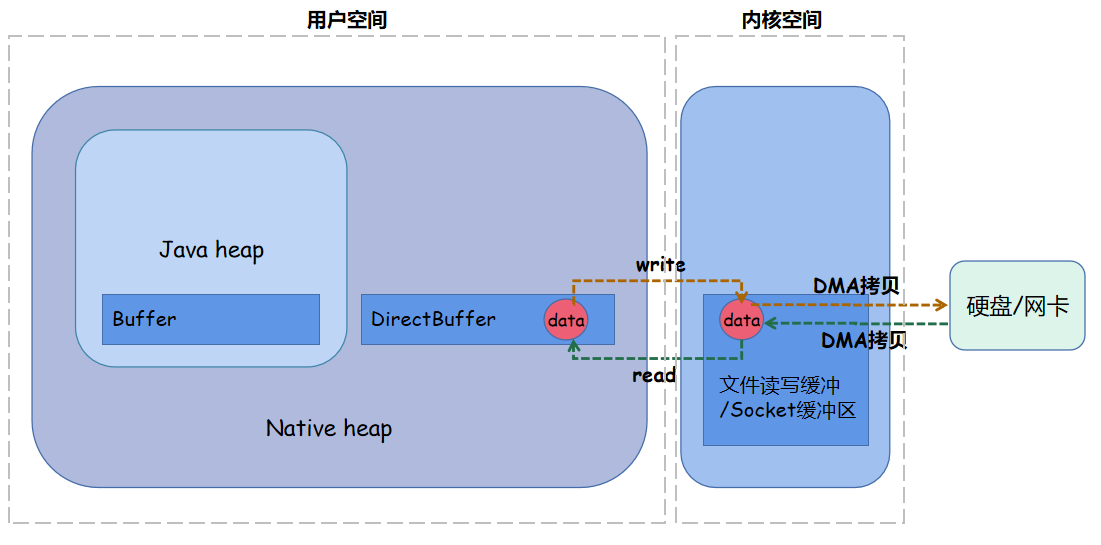 用户空间
内核空间
Java heap
Buffer
DirectBuffer
data
Native heap
write
read
data
文件读写缓冲
/Socket缓冲区
DMA拷贝
DMA拷贝
硬盘/网卡